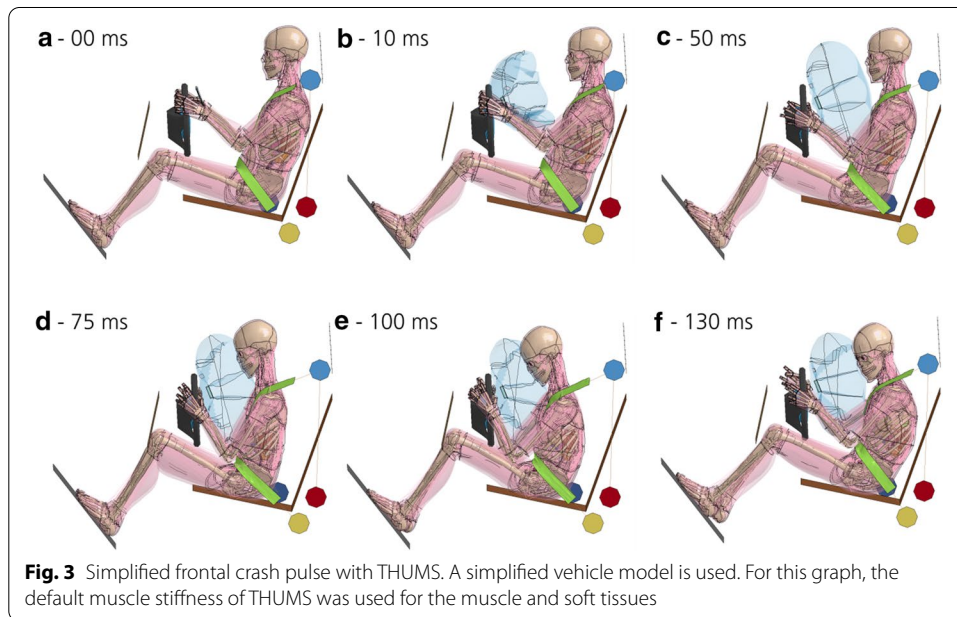 a - 00 ms
b - 10 ms
c - 50 ms
d - 75 ms
e - 100 ms
f - 130 ms
Fig. 3 Simplified frontal crash pulse with THUMS. A simplified vehicle model is used. For this graph, the
default muscle stiffness of THUMS was used for the muscle and soft tissues